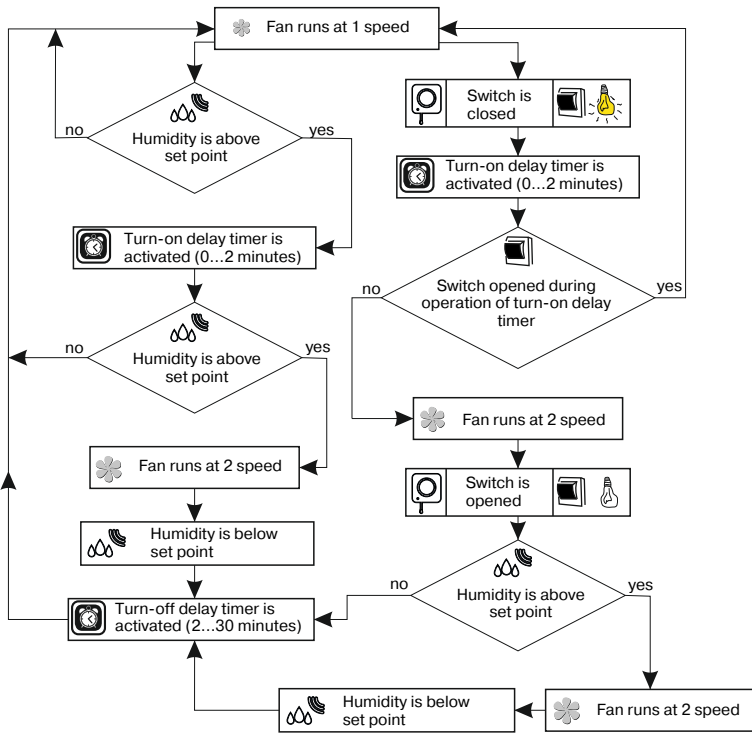 Fan runs at 1 speed
Humidity is above
set point
no
yes
Turn-on delay timer is
activated (0...2 minutes)
Humidity is above
set point
no
yes
Fan runs at 2 speed
Humidity is below
set point
Turn-off delay timer is
activated (2...30 minutes)
Switch is
closed
Turn-on delay timer is
activated (0...2 minutes)
no
yes
Switch opened during
operation of turn-on delay
timer
Fan runs at 2 speed
Switch is
opened
no
yes
Humidity is above
set point
Fan runs at 2 speed
Humidity is below
set point